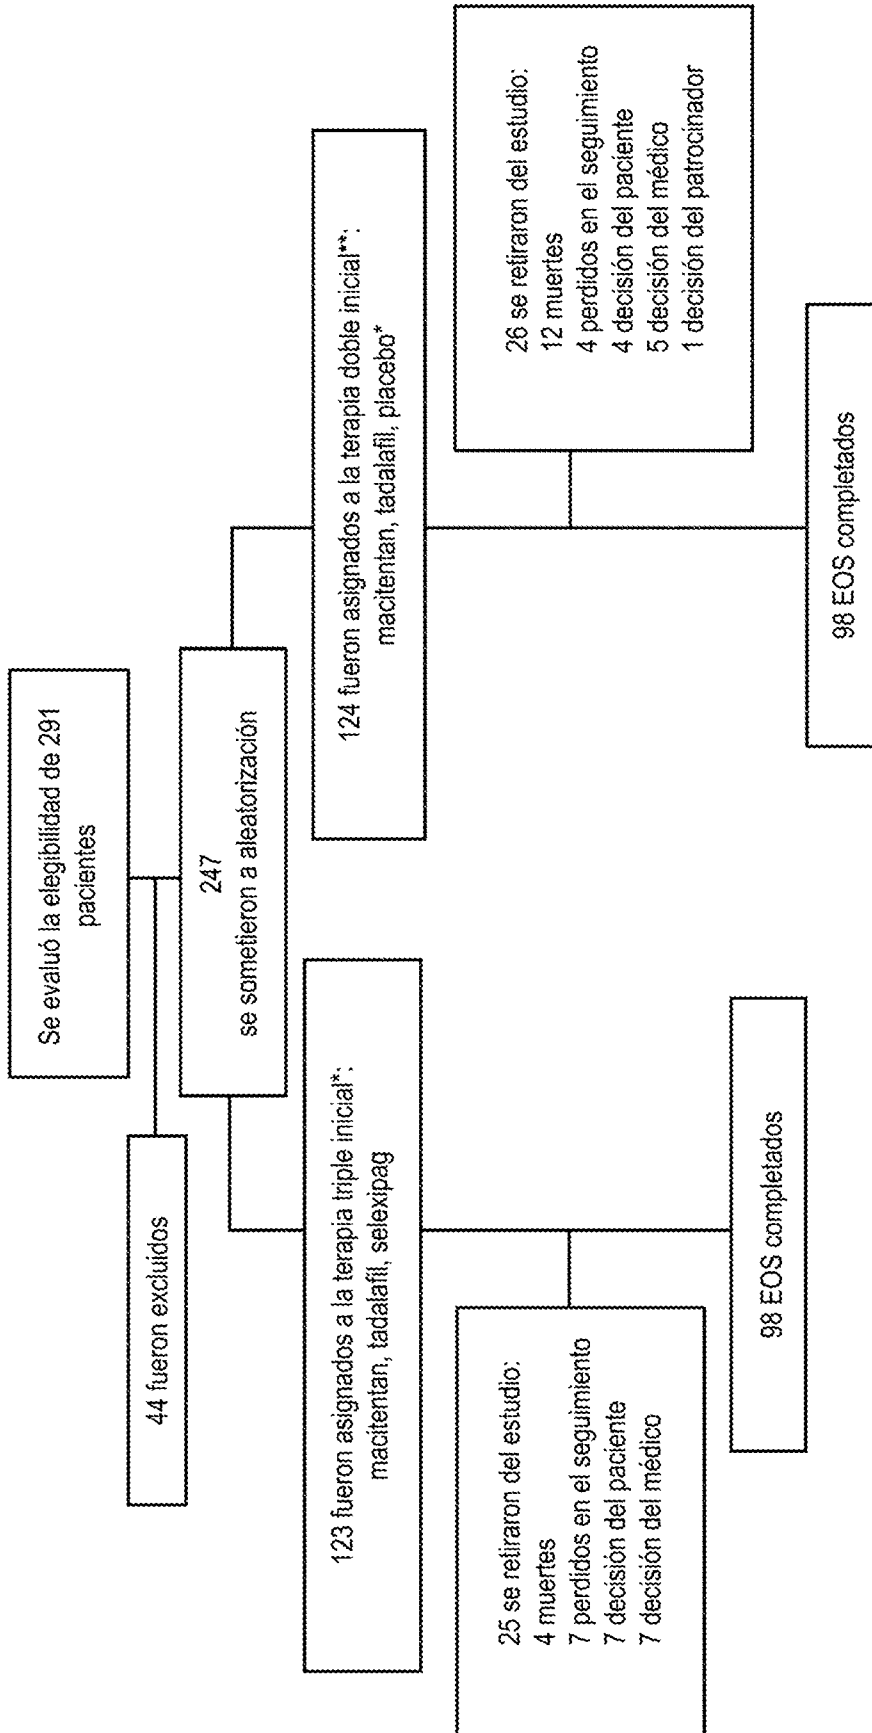 Se evaluó la elegibilidad de 291
pacientes
44 fueron excluidos
247
se sometieron a aleatorización
123 fueron asignados a la terapia triple inicial*:
macitentan, tadalafil, selexipag
124 fueron asignados a la terapia doble inicial**:
macitentan, tadalafil, placebo*
25 se retiraron del estudio:
4 muertes
7 perdidos en el seguimiento
7 decisión del paciente
7 decisión del médico
26 se retiraron del estudio:
12 muertes
4 perdidos en el seguimiento
4 decisión del paciente
5 decisión del médico
1 decisión del patrocinador
98 EOS completados
98 EOS completados